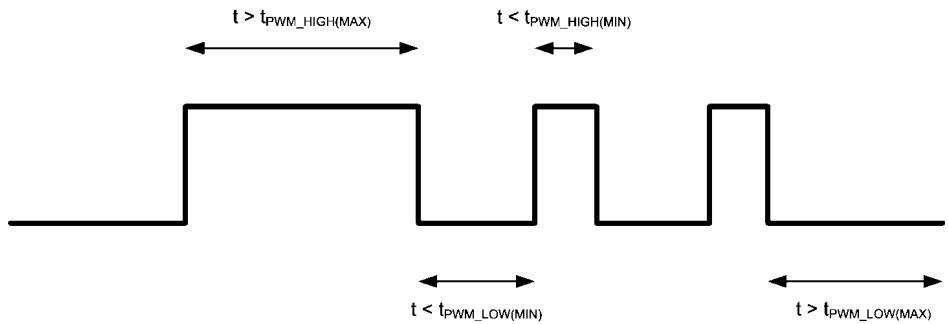 t > tPWM_HIGH(MAX)
t < tPWM_HIGH(MIN)
t < tPWM_LOW(MIN)
t > tPWM_LOW(MAX)